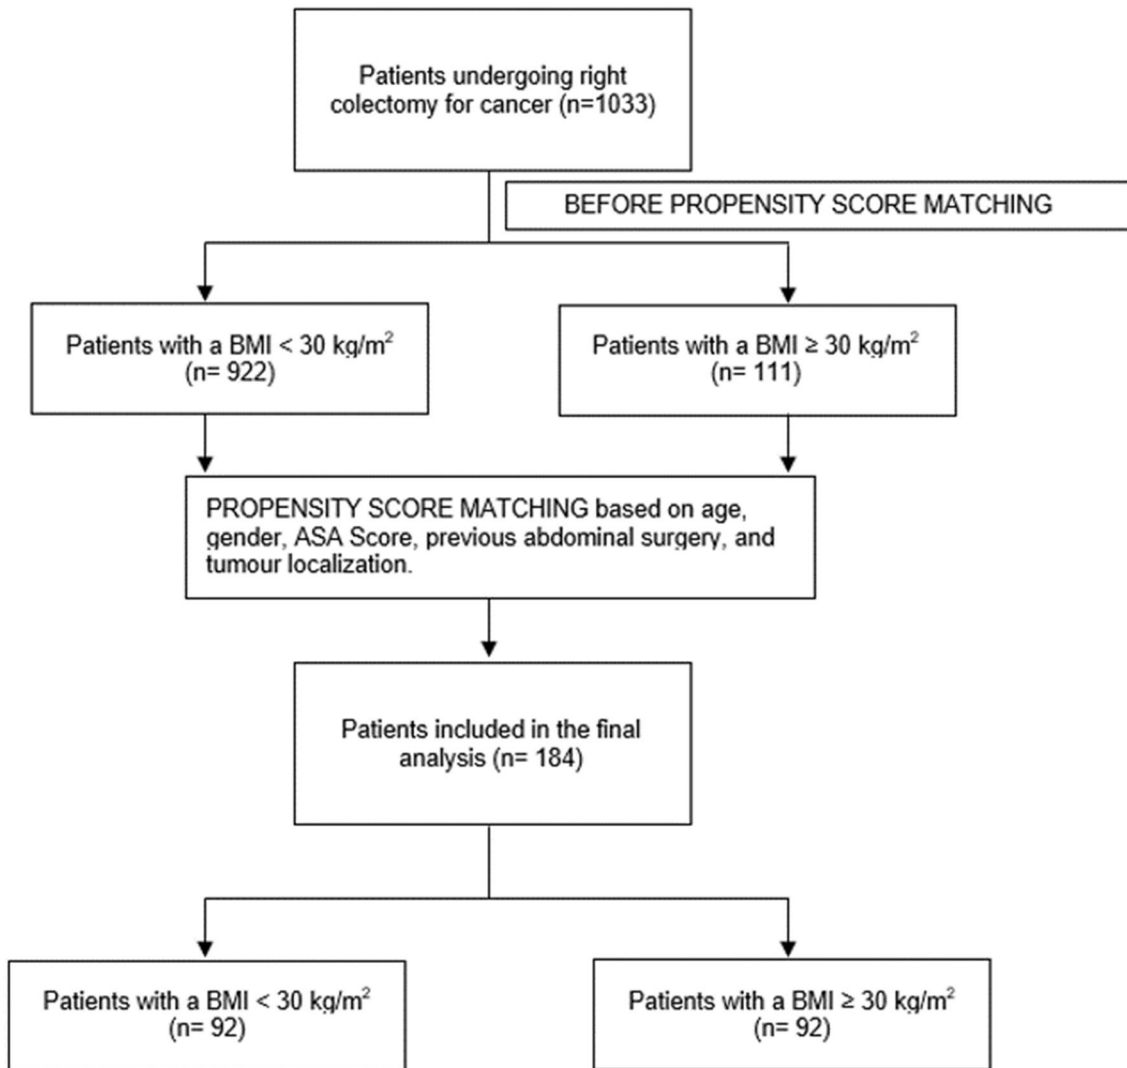 Patients undergoing right
colectomy for cancer (n=1033)
BEFORE PROPENSITY SCORE MATCHING
Patients with a BMI < 30 kg/m²
(n= 922)
Patients with a BMI ≥ 30 kg/m²
(n= 111)
PROPENSITY SCORE MATCHING based on age,
gender, ASA Score, previous abdominal surgery, and
tumour localization.
Patients included in the final
analysis (n= 184)
Patients with a BMI < 30 kg/m²
(n= 92)
Patients with a BMI ≥ 30 kg/m²
(n= 92)